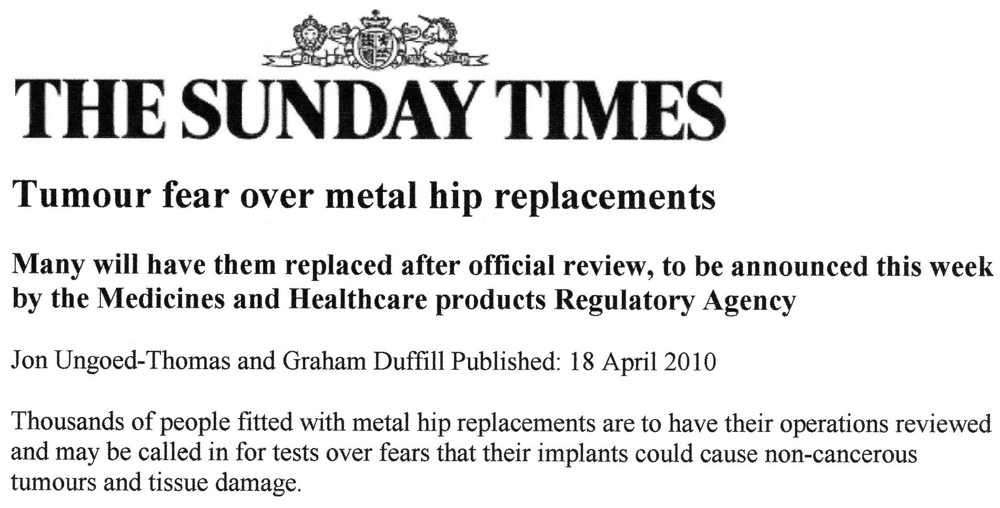 THE SUNDAY TIMES
Tumour fear over metal hip replacements
Many will have them replaced after official review, to be announced this week
by the Medicines and Healthcare products Regulatory Agency
Jon Ungoed-Thomas and Graham Duffill Published: 18 April 2010
Thousands of people fitted with metal hip replacements are to have their operations reviewed
and may be called in for tests over fears that their implants could cause non-cancerous
tumours and tissue damage.